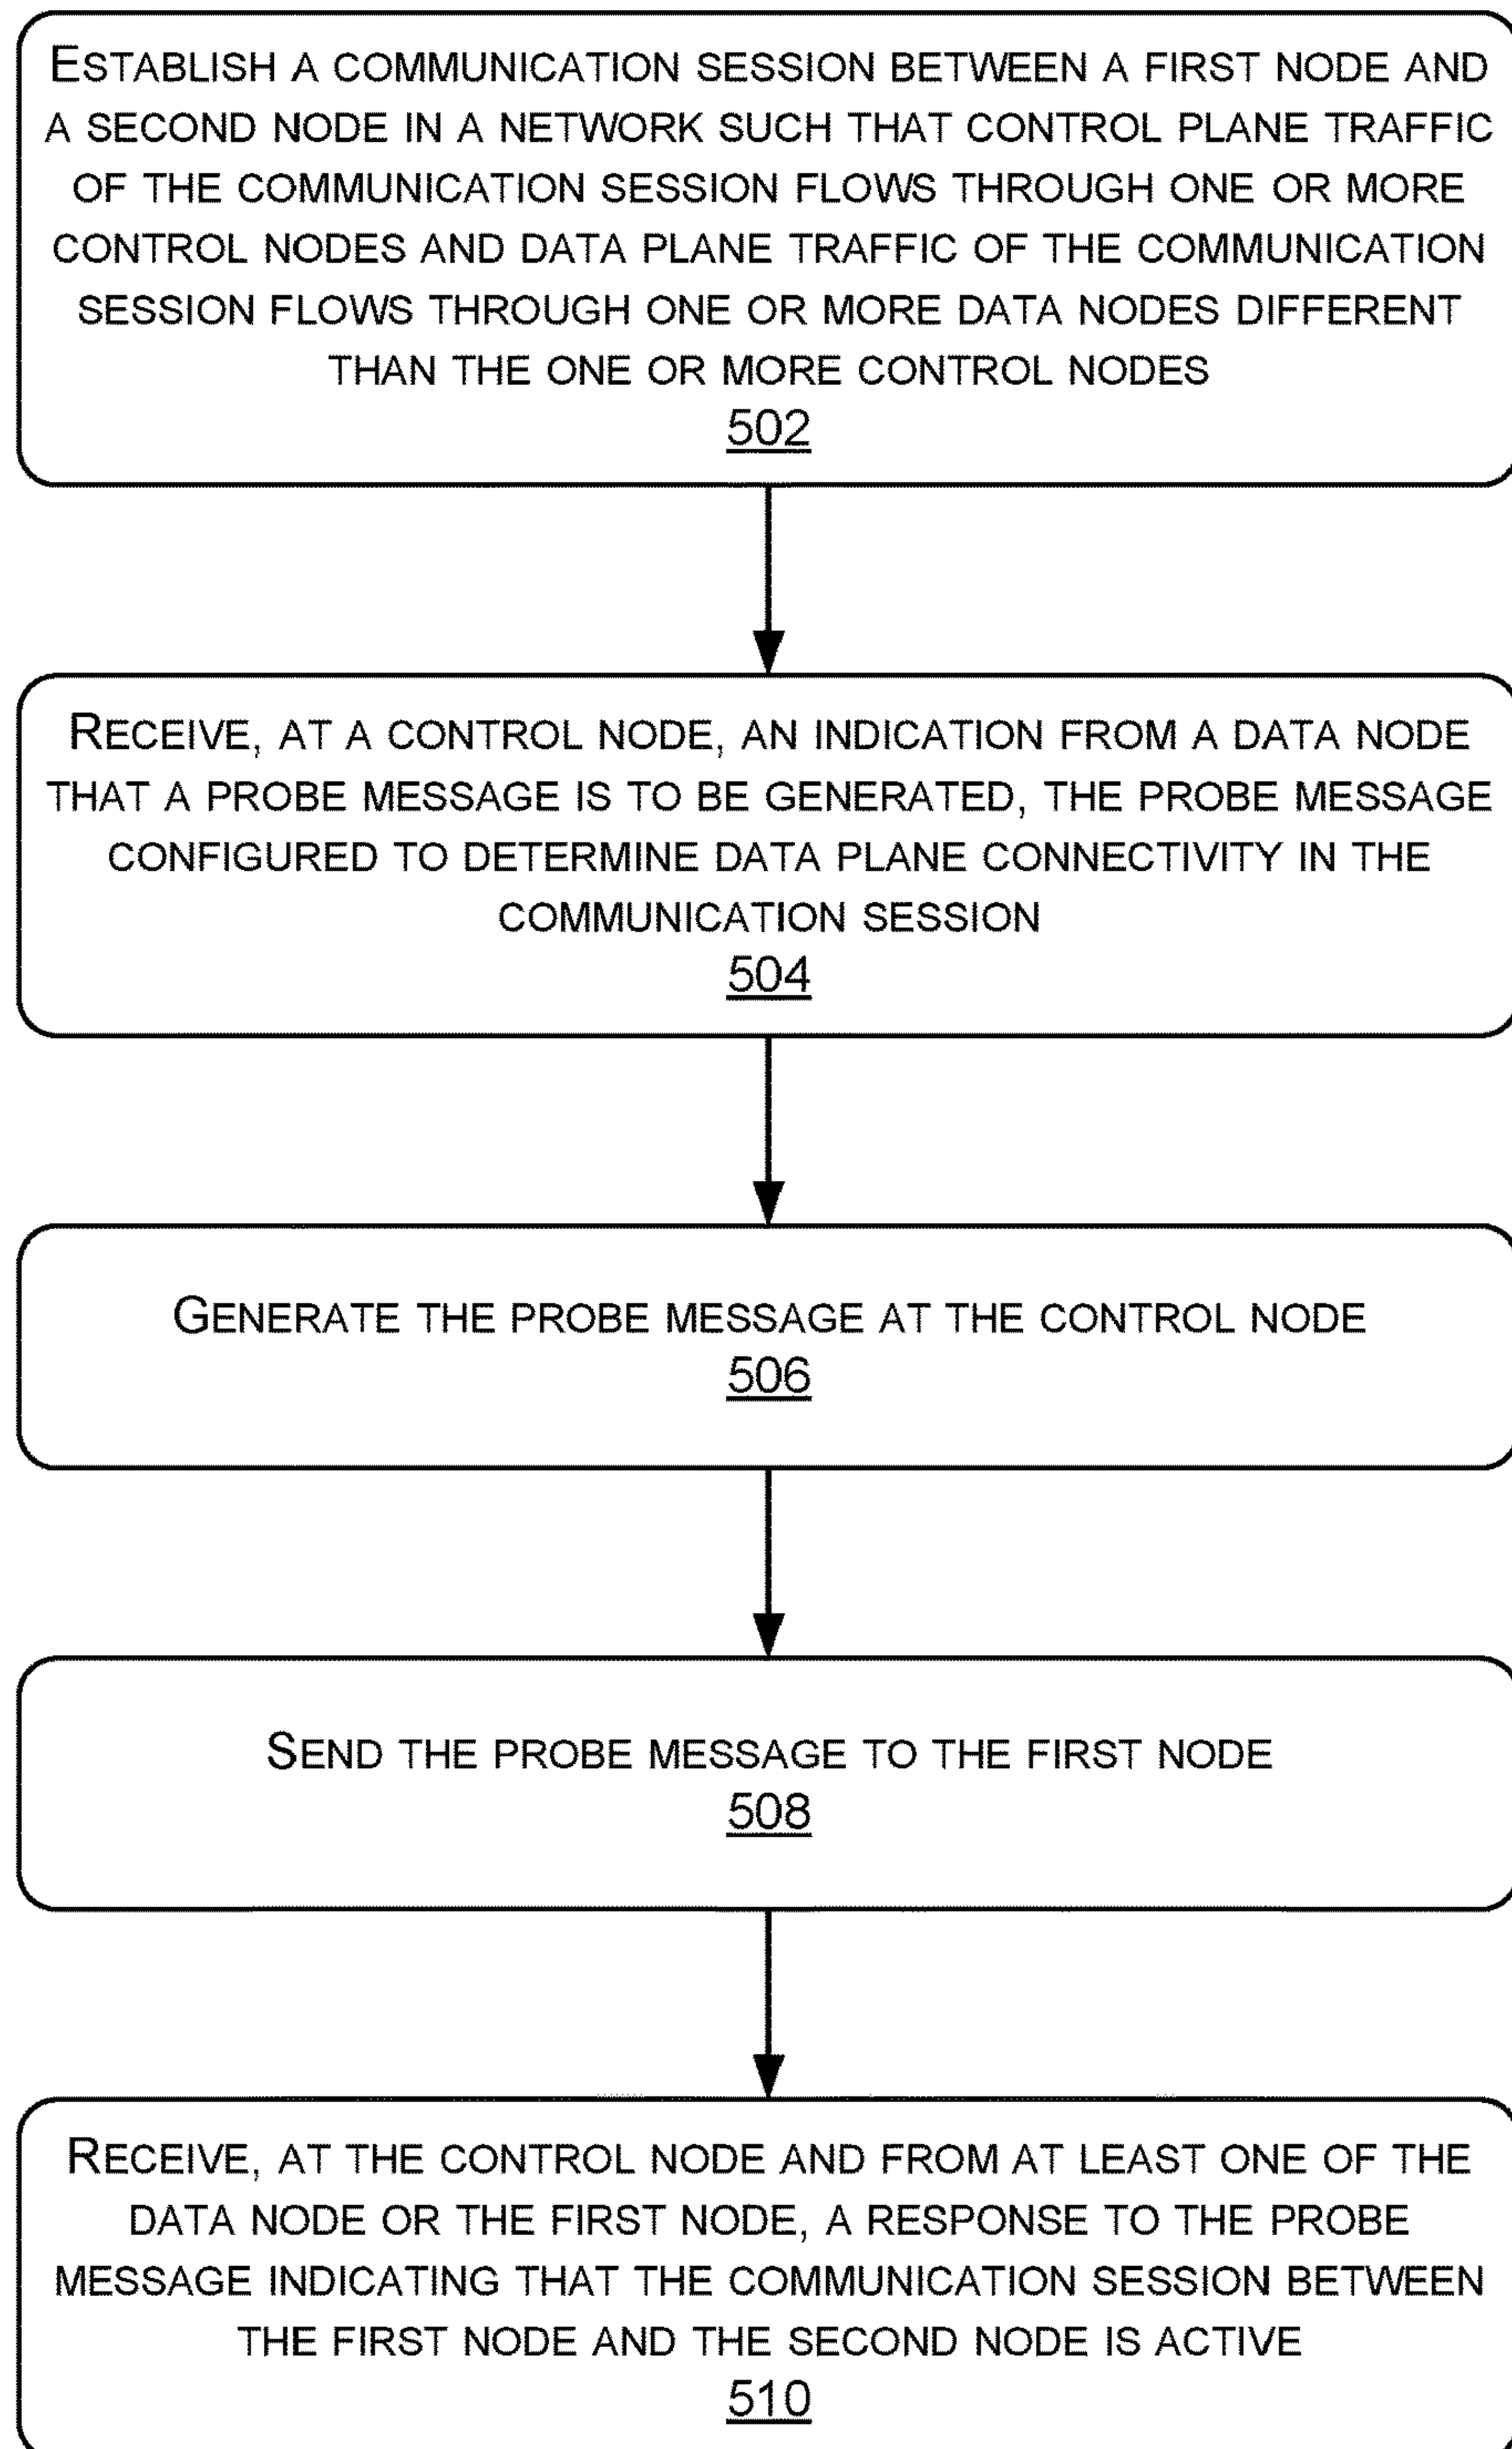 ESTABLISH A COMMUNICATION SESSION BETWEEN A FIRST NODE AND
A SECOND NODE IN A NETWORK SUCH THAT CONTROL PLANE TRAFFIC
OF THE COMMUNICATION SESSION FLOWS THROUGH ONE OR MORE
CONTROL NODES AND DATA PLANE TRAFFIC OF THE COMMUNICATION
SESSION FLOWS THROUGH ONE OR MORE DATA NODES DIFFERENT
THAN THE ONE OR MORE CONTROL NODES
502
RECEIVE, AT A CONTROL NODE, AN INDICATION FROM A DATA NODE
THAT A PROBE MESSAGE IS TO BE GENERATED, THE PROBE MESSAGE
CONFIGURED TO DETERMINE DATA PLANE CONNECTIVITY IN THE
COMMUNICATION SESSION
504
GENERATE THE PROBE MESSAGE AT THE CONTROL NODE
506
SEND THE PROBE MESSAGE TO THE FIRST NODE
508
RECEIVE, AT THE CONTROL NODE AND FROM AT LEAST ONE OF THE
DATA NODE OR THE FIRST NODE, A RESPONSE TO THE PROBE
MESSAGE INDICATING THAT THE COMMUNICATION SESSION BETWEEN
THE FIRST NODE AND THE SECOND NODE IS ACTIVE
510